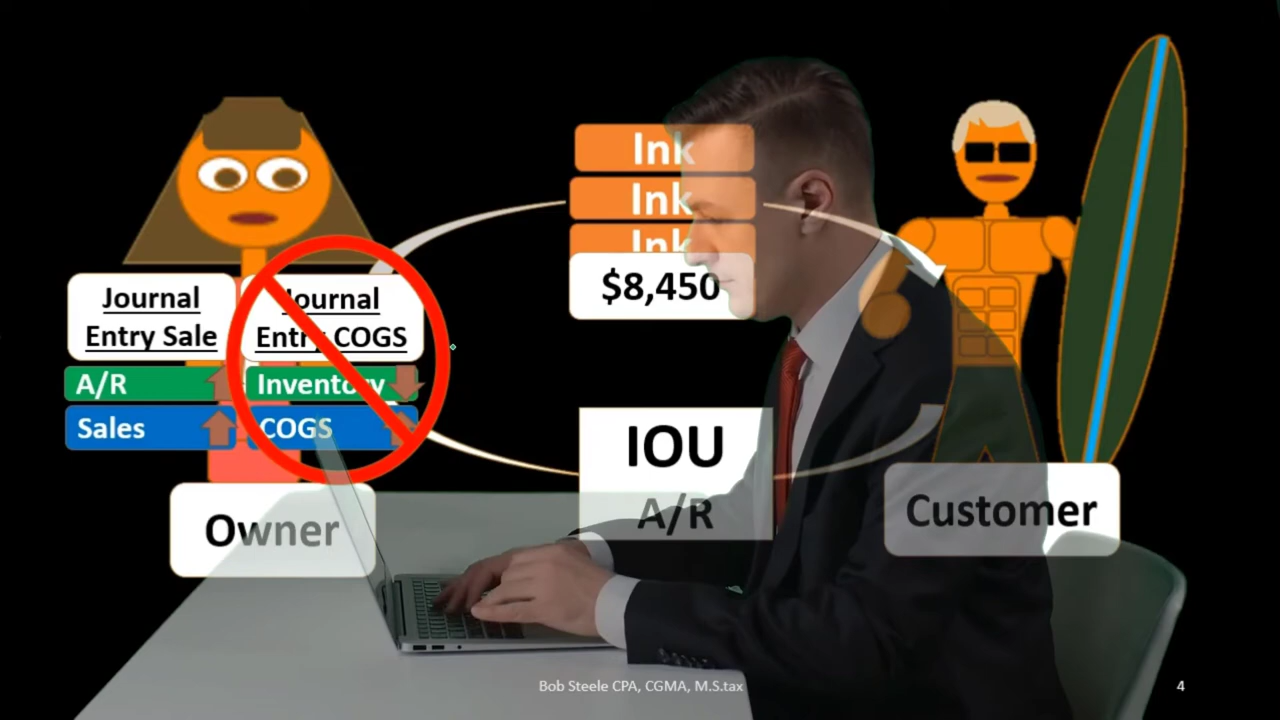 Ink
Ink
Ink
$8,450
Journal
Entry Sale
A/R
Sales
Journal
Entry COGS
Inventory
COGS
IOU
A/R
Owner
Customer
Bob Steele CPA, CGMA, M.S.tax
4